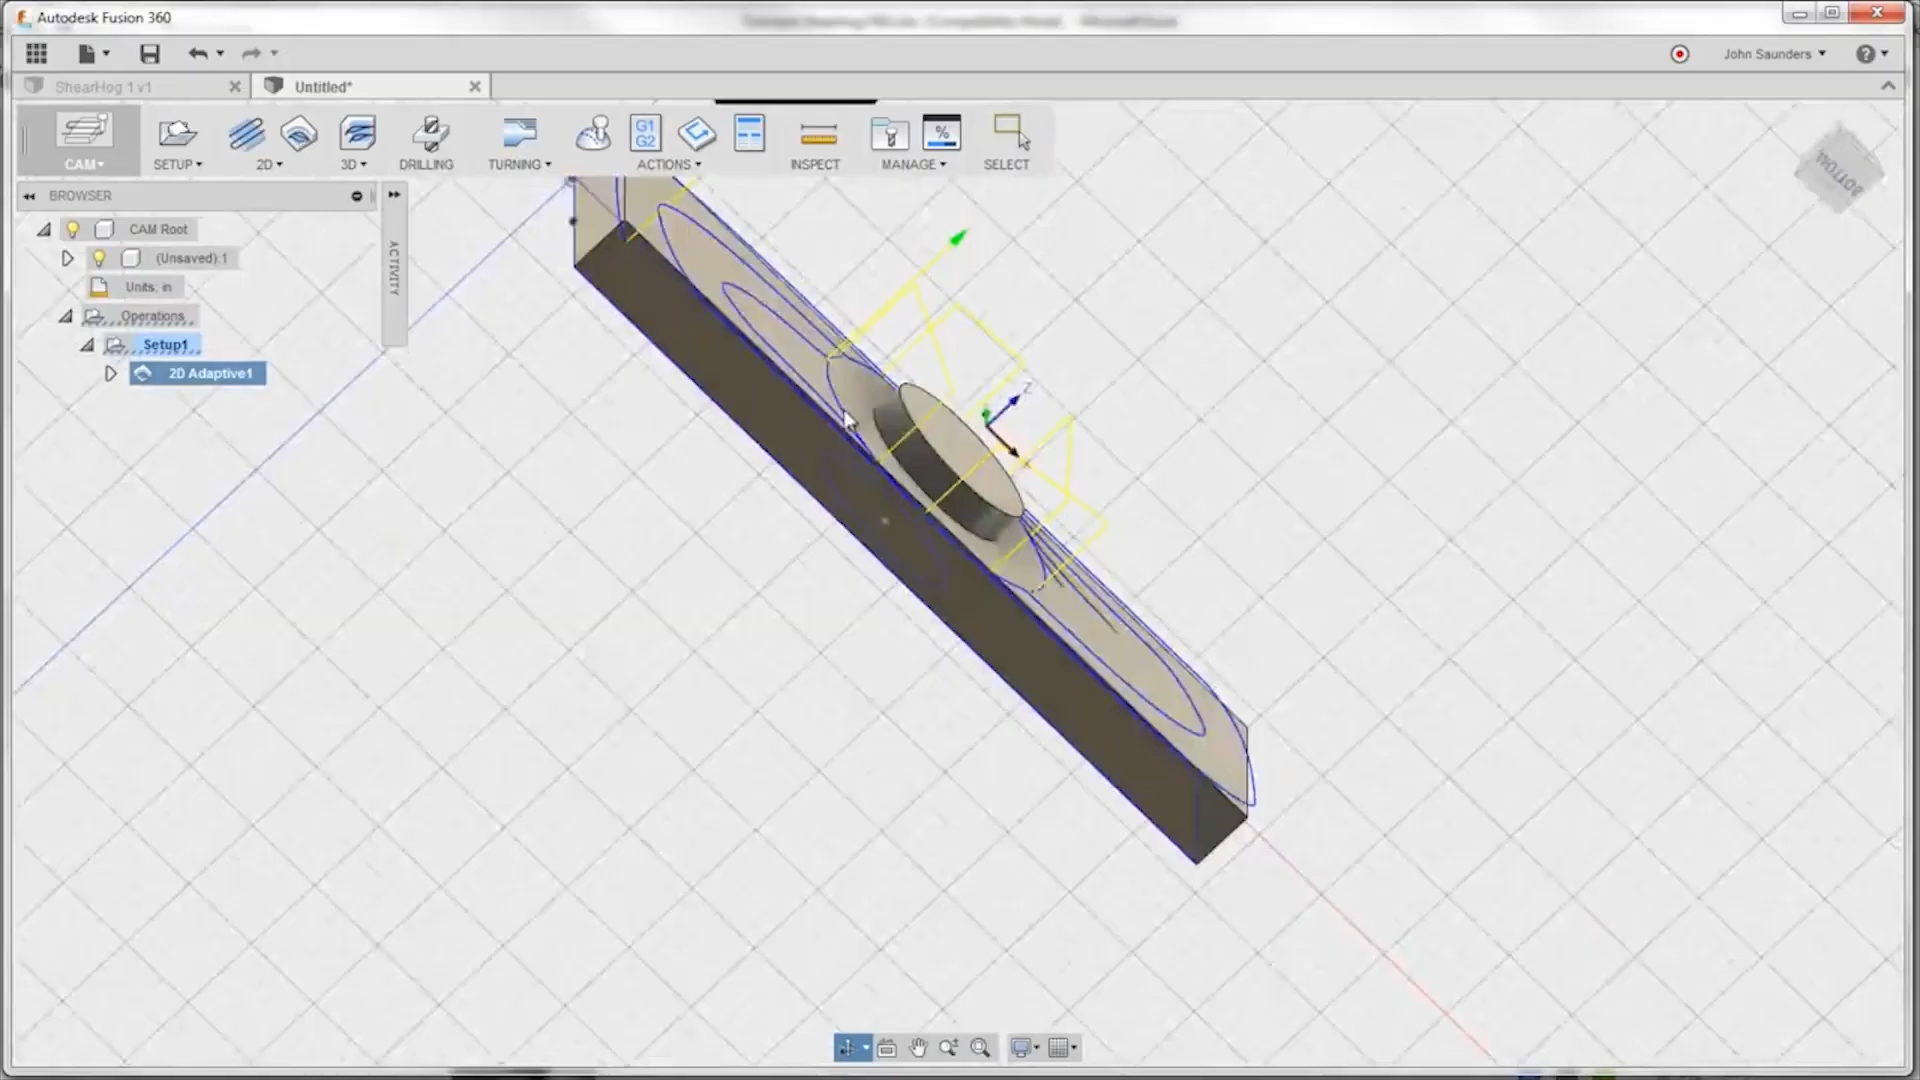 Autodesk Fusion 360
John Saunders
ShearHog 1 v1
Untitled*
G1
G2
%
CAM
SETUP
2D
3D
DRILLING
TURNING
ACTIONS
INSPECT
MANAGE
SELECT
BROWSER
CAM Root
(Unsaved):1
Units: in
Operations
Setup1
2D Adaptive1
ACTIVITY
Z
BOTTOM